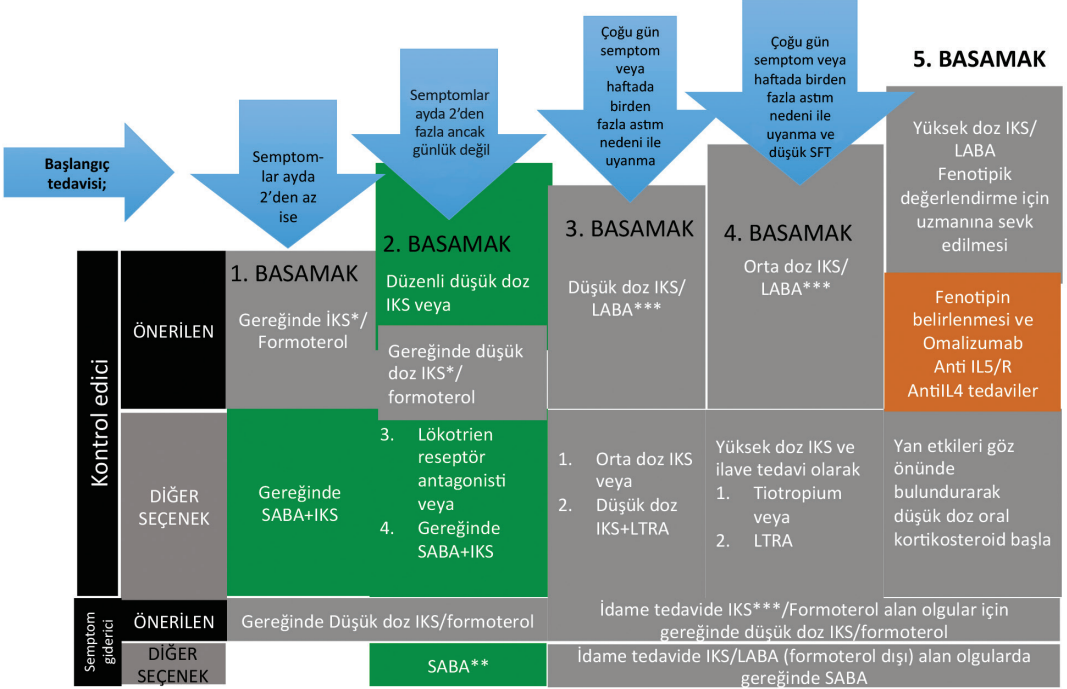 Başlangıç
tedavisi;
Semptom-
lar ayda
2’den az
ise
Semptomlar
ayda 2’den
fazla ancak
günlük değil
Çoğu gün
semptom
veya
haftada
birden
fazla astım
nedeni ile
uyanma
Çoğu gün
semptom veya
haftada birden
fazla astım
nedeni ile
uyanma ve
düşük SFT
5. BASAMAK
Yüksek doz IKS/
LABA
Fenotipik
değerlendirme için
uzmanına sevk
edilmesi
Kontrol edici
ÖNERİLEN
1. BASAMAK
Gereğinde İKS*/
Formoterol
2. BASAMAK
Düzenli düşük doz
IKS veya
Gereğinde düşük
doz IKS*/
formoterol
3. BASAMAK
Düşük doz IKS/
LABA***
4. BASAMAK
Orta doz IKS/
LABA***
Fenotipin
belirlenmesi ve
Omalizumab
Anti IL5/R
AntiIL4 tedaviler
DİĞER
SEÇENEK
Gereğinde
SABA+IKS
3. Lökotrien
reseptör
antagonisti
veya
4. Gereğinde
SABA+IKS
1. Orta doz IKS
veya
2. Düşük doz
IKS+LTRA
Yüksek doz IKS ve
ilave tedavi olarak
1. Tiotropium
veya
2. LTRA
Yan etkileri göz
önünde
bulundurarak
düşük doz oral
kortikosteroid başla
Semptom
giderici
ÖNERİLEN
Gereğinde Düşük doz IKS/formoterol
İdame tedavide IKS***/Formoterol alan olgular için
gereğinde düşük doz IKS/formoterol
DİĞER
SEÇENEK
SABA**
İdame tedavide IKS/LABA (formoterol dışı) alan olgularda
gereğinde SABA